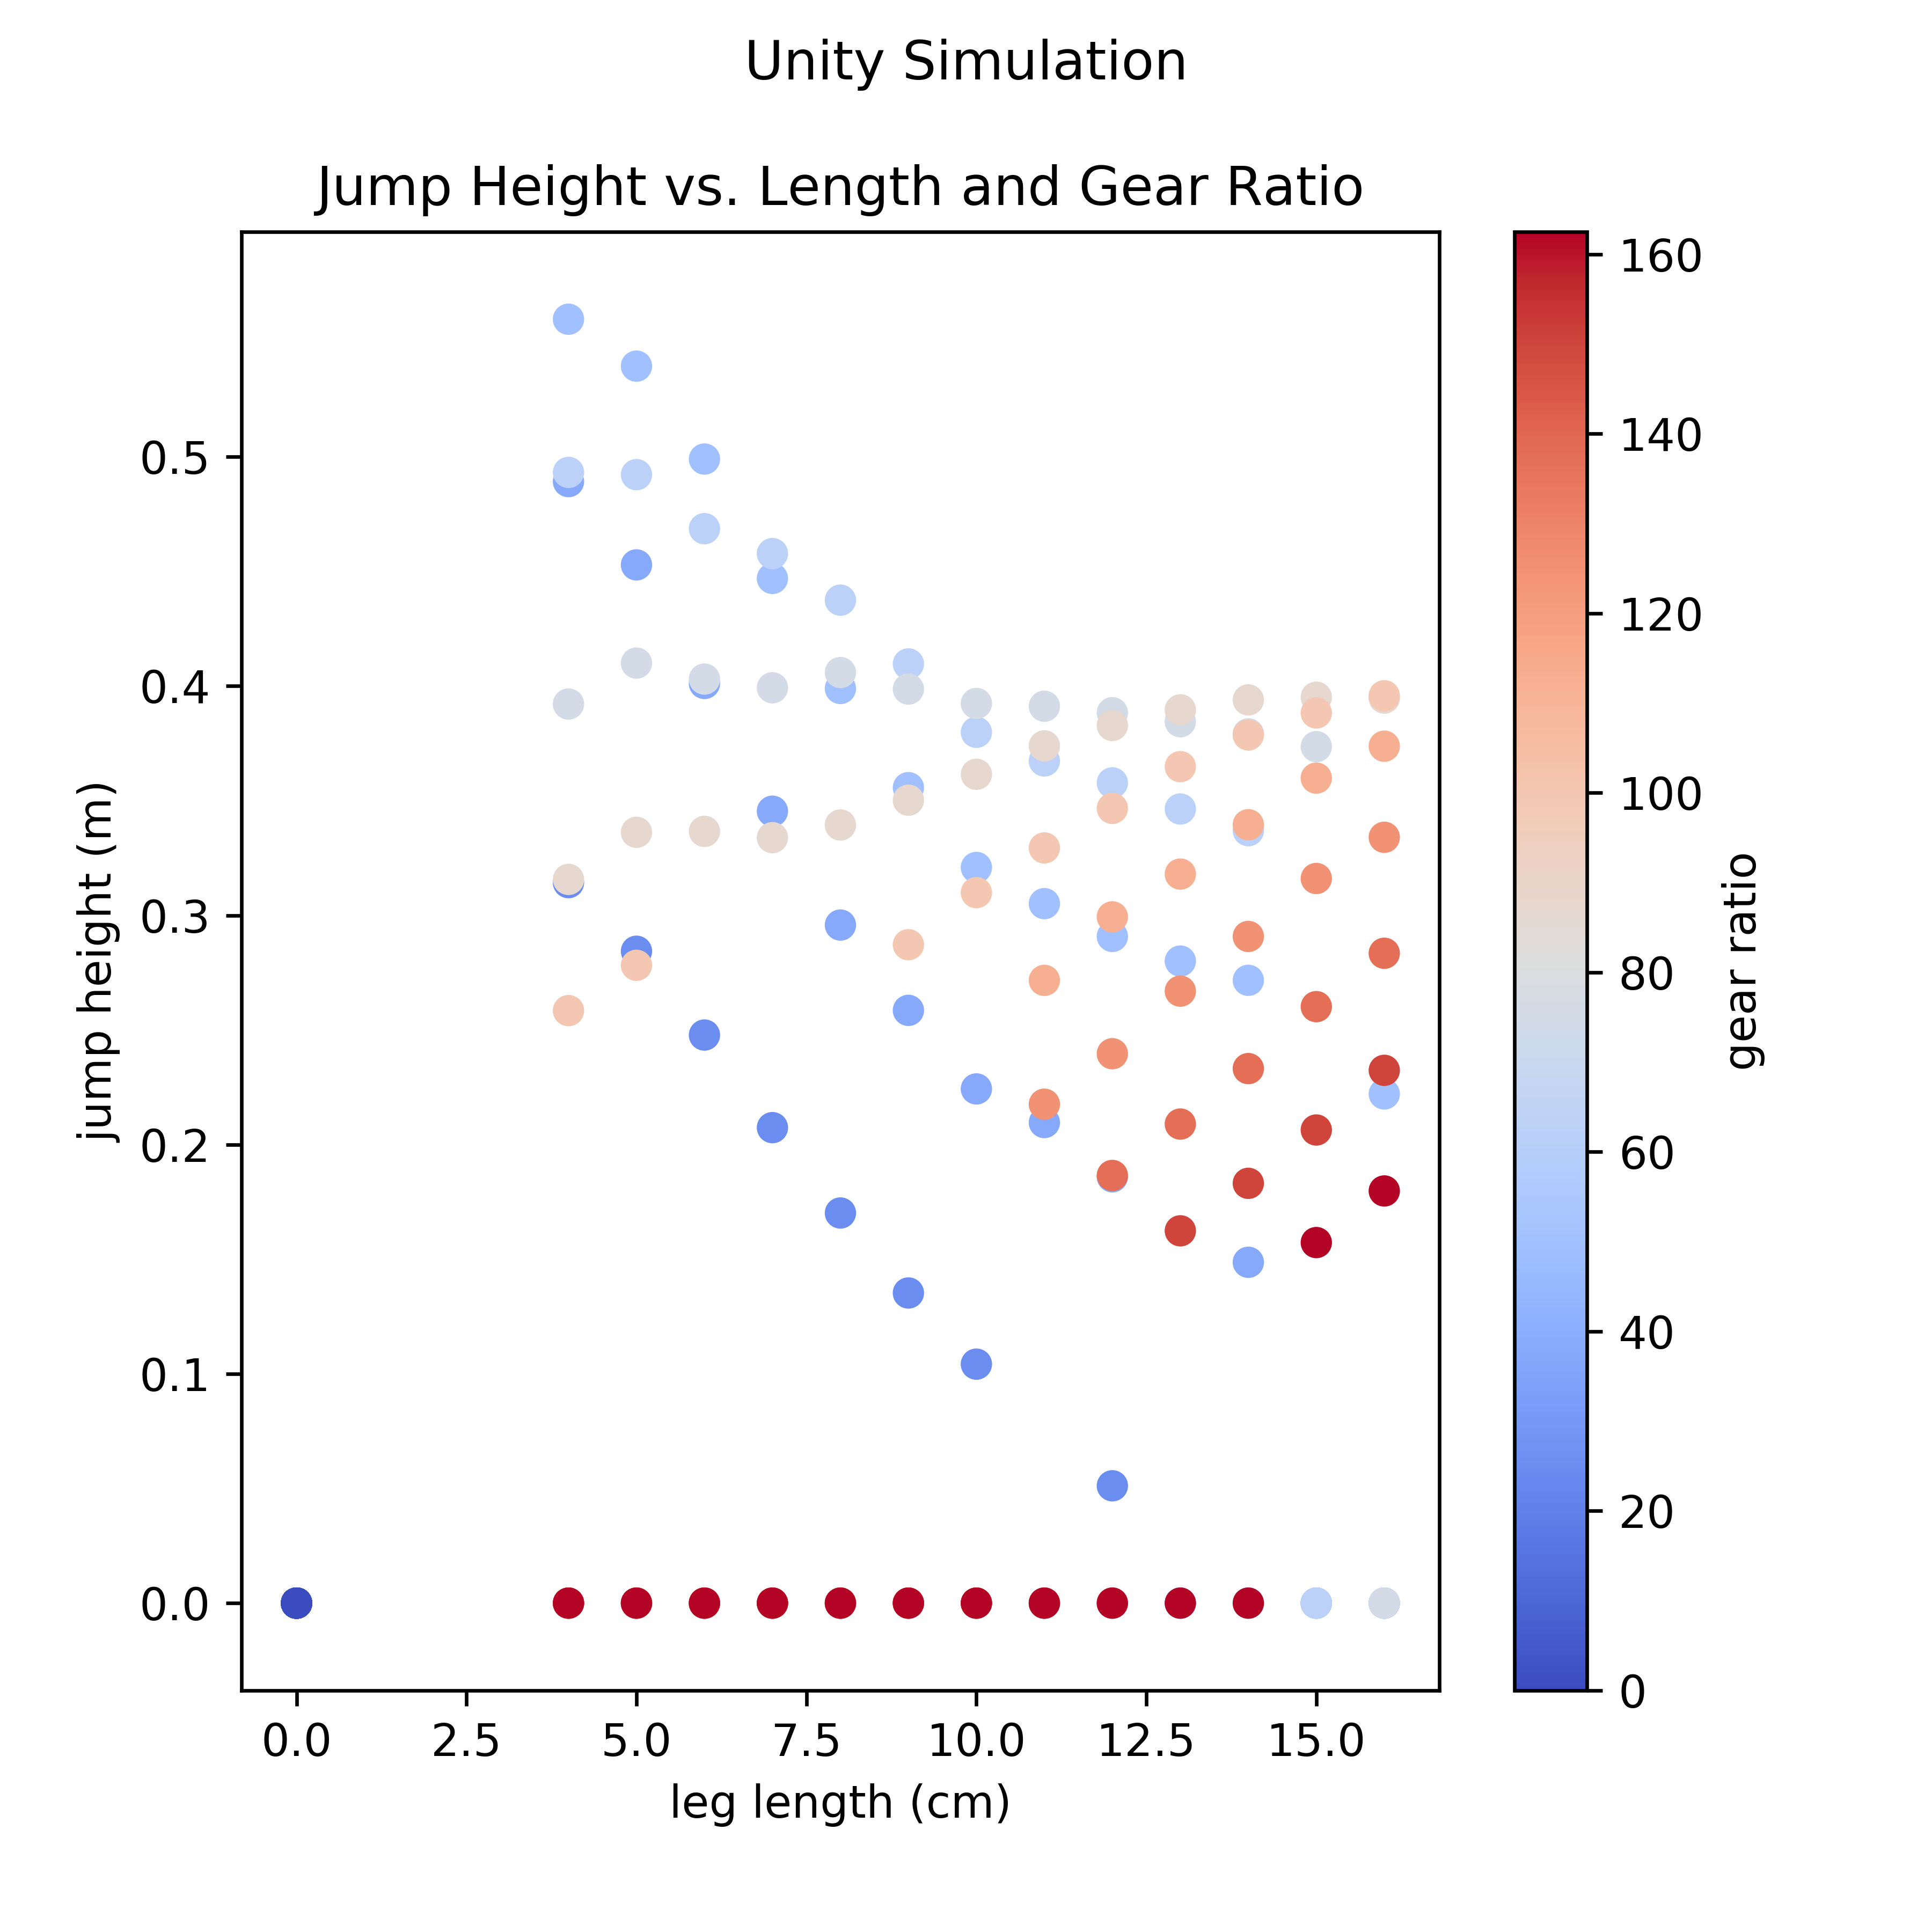 Unity Simulation
Jump Height vs. Length and Gear Ratio
jump height (m)
0.5
0.4
0.3
0.2
0.1
0.0
0.0 2.5 5.0 7.5 10.0 12.5 15.0
leg length (cm)
160
140
120
100
80
60
40
20
0
gear ratio